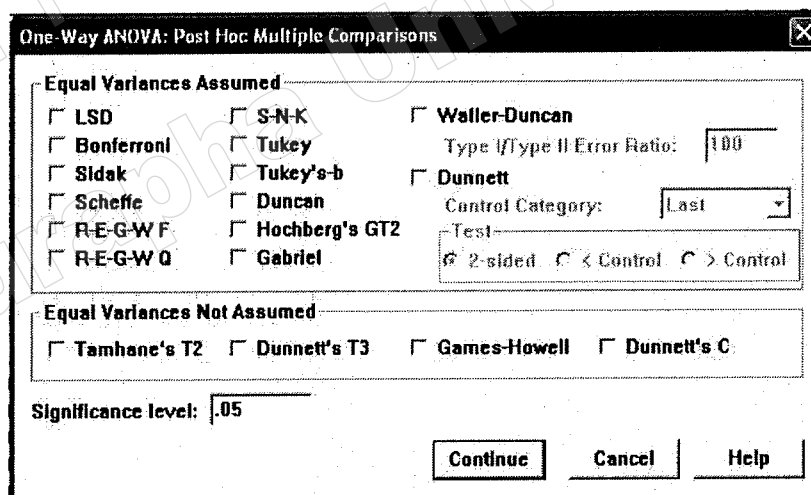 One-Way ANOVA: Post Hoc Multiple Comparisons
Equal Variances Assumed
LSD S-N-K Waller-Duncan
Bonferroni Tukey Type I/Type II Error Ratio: 100
Sidak Tukey's-b Dunnett
Scheffe Duncan Control Category: Last
R-E-G-W F Hochberg's GT2 Test
R-E-G-W Q Gabriel 2-sided < Control > Control
Equal Variances Not Assumed
Tamhane's T2 Dunnett's T3 Games-Howell Dunnett's C
Significance level: .05
Continue Cancel Help